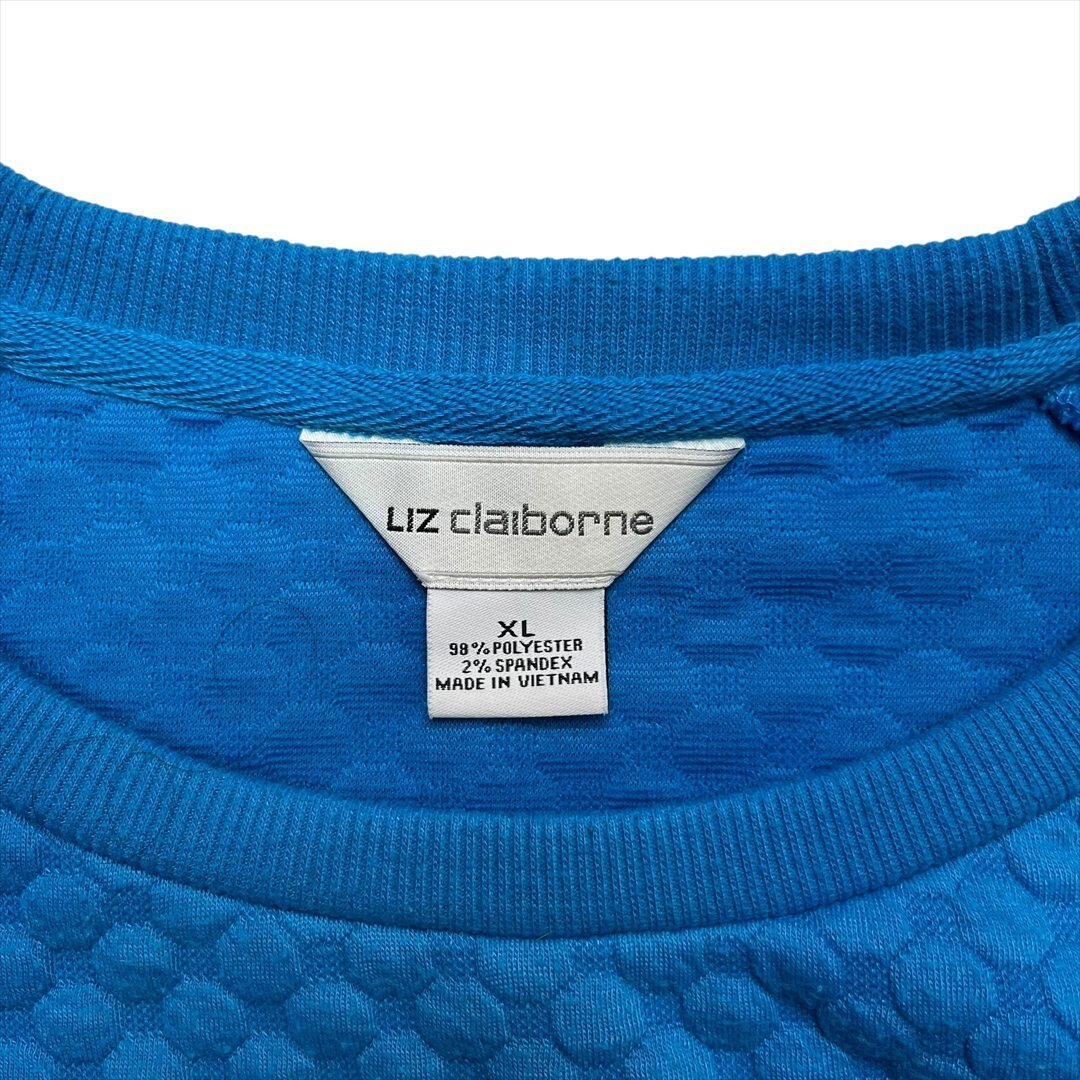 LIZ claiborne
XL
98% POLYESTER
2% SPANDEX
MADE IN VIETNAM